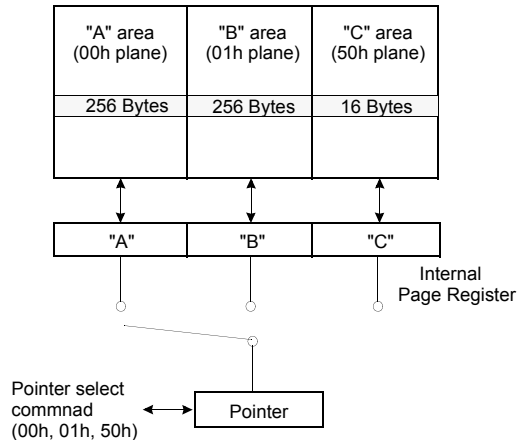 "A" area
(00h plane)
"B" area
(01h plane)
"C" area
(50h plane)
256 Bytes
256 Bytes
16 Bytes
"A"
"B"
"C"
Internal
Page Register
Pointer select
commnad
(00h, 01h, 50h)
Pointer